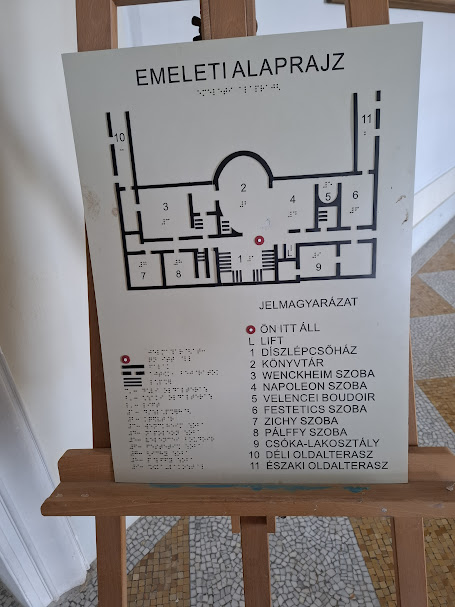 EMELETI ALAPRAJZ
10
11
2
3
4
5
6
1
L
7
8
9
JELMAGYARÁZAT
ÖN ITT ÁLL
L LIFT
1 DÍSZLÉPCSŐHÁZ
2 KÖNYVTÁR
3 WENCKHEIM SZOBA
4 NAPOLEON SZOBA
5 VELENCEI BOUDOIR
6 FESTETICS SZOBA
7 ZICHY SZOBA
8 PÁLFFY SZOBA
9 CSÓKA-LAKOSZTÁLY
10 DÉLI OLDALTERASZ
11 ÉSZAKI OLDALTERASZ